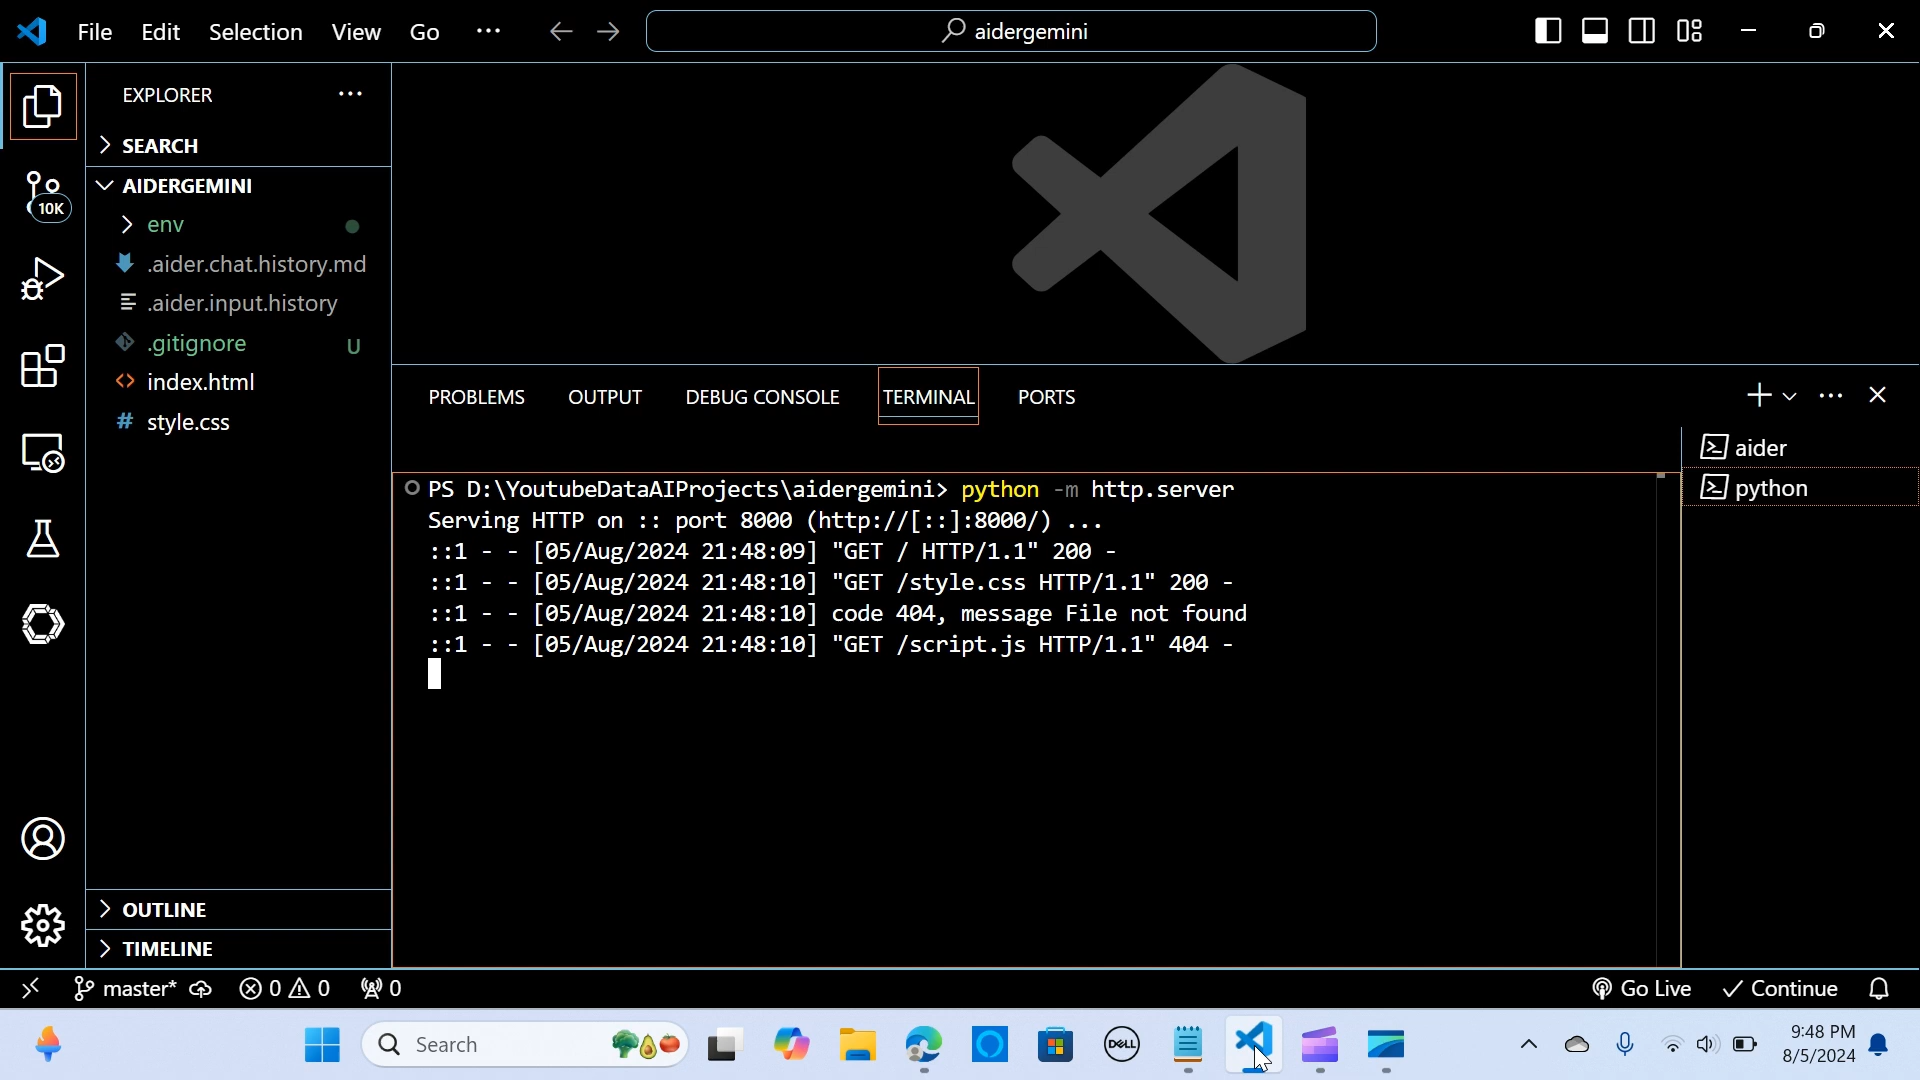 File Edit Selection View Go ··· aidergemini
EXPLORER ···
SEARCH
AIDERGEMINI
10K
env
.aider.chat.history.md
.aider.input.history
.gitignore U
index.html
# style.css
OUTLINE
TIMELINE
PROBLEMS OUTPUT DEBUG CONSOLE TERMINAL PORTS
aider
python
PS D:\YoutubeDataAIProjects\aidergemini> python -m http.server
Serving HTTP on :: port 8000 (http://[::]:8000/) ...
::1 - - [05/Aug/2024 21:48:09] "GET / HTTP/1.1" 200 -
::1 - - [05/Aug/2024 21:48:10] "GET /style.css HTTP/1.1" 200 -
::1 - - [05/Aug/2024 21:48:10] code 404, message File not found
::1 - - [05/Aug/2024 21:48:10] "GET /script.js HTTP/1.1" 404 -
master* 0 0 0 Go Live Continue
Search DELL 9:48 PM
8/5/2024